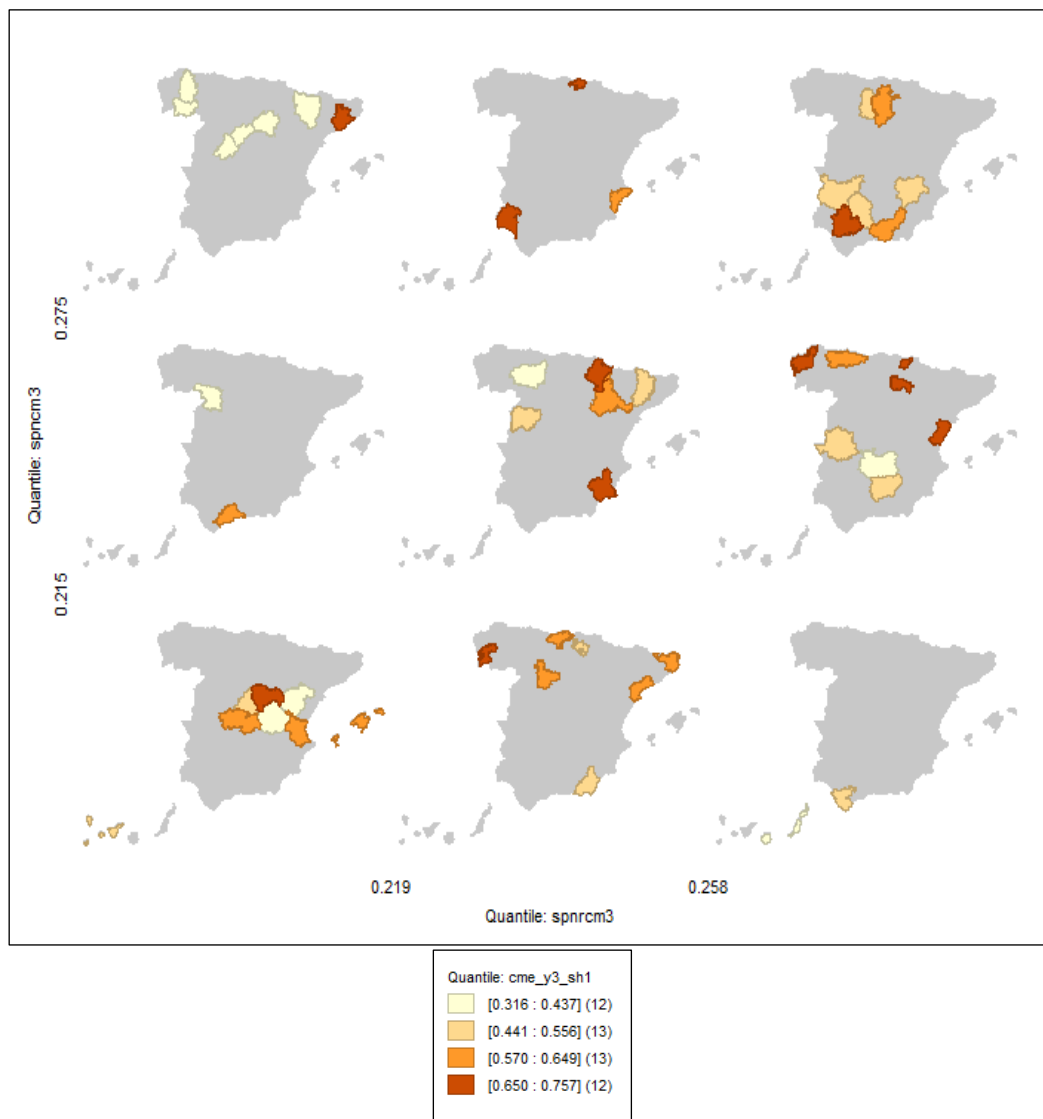 0.275
Quantile: spncm3
0.215
0.219
0.258
Quantile: spnrcm3
Quantile: cme_y3_sh1
[0.316 : 0.437] (12)
[0.441 : 0.556] (13)
[0.570 : 0.649] (13)
[0.650 : 0.757] (12)